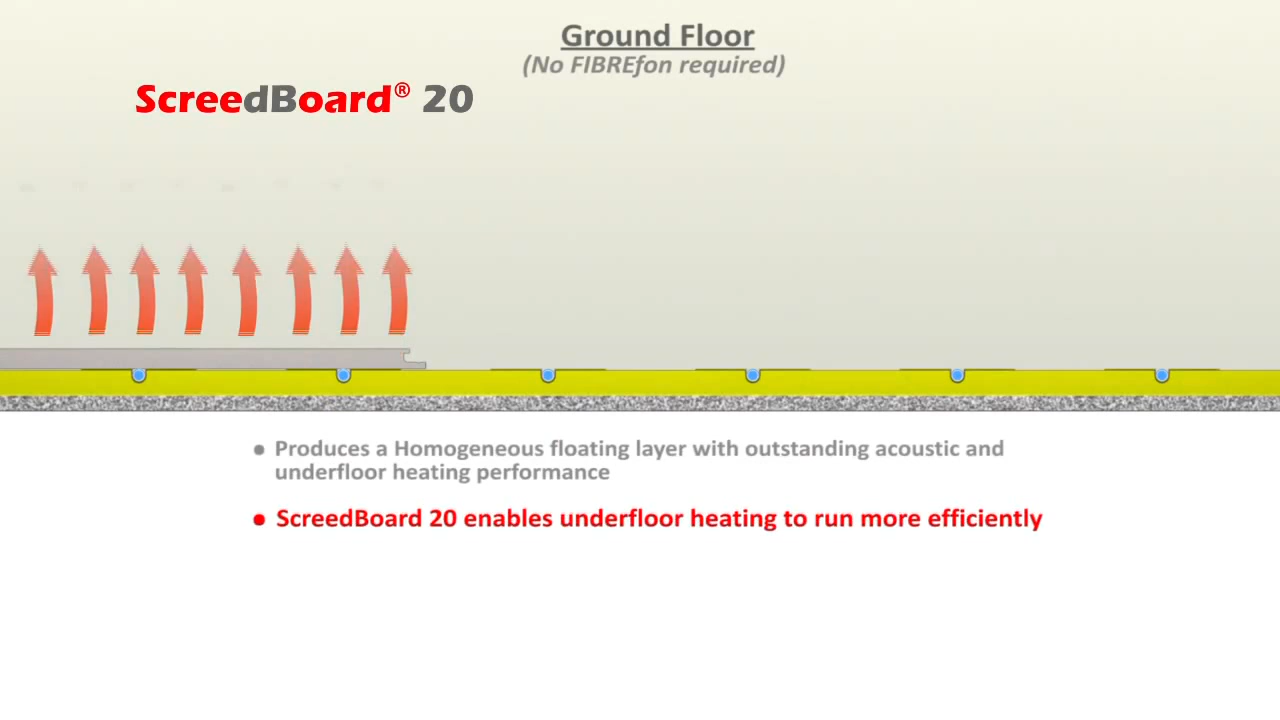 Ground Floor
(No FIBREfon required)
ScreedBoard® 20
• Produces a Homogeneous floating layer with outstanding acoustic and
underfloor heating performance
• ScreedBoard 20 enables underfloor heating to run more efficiently